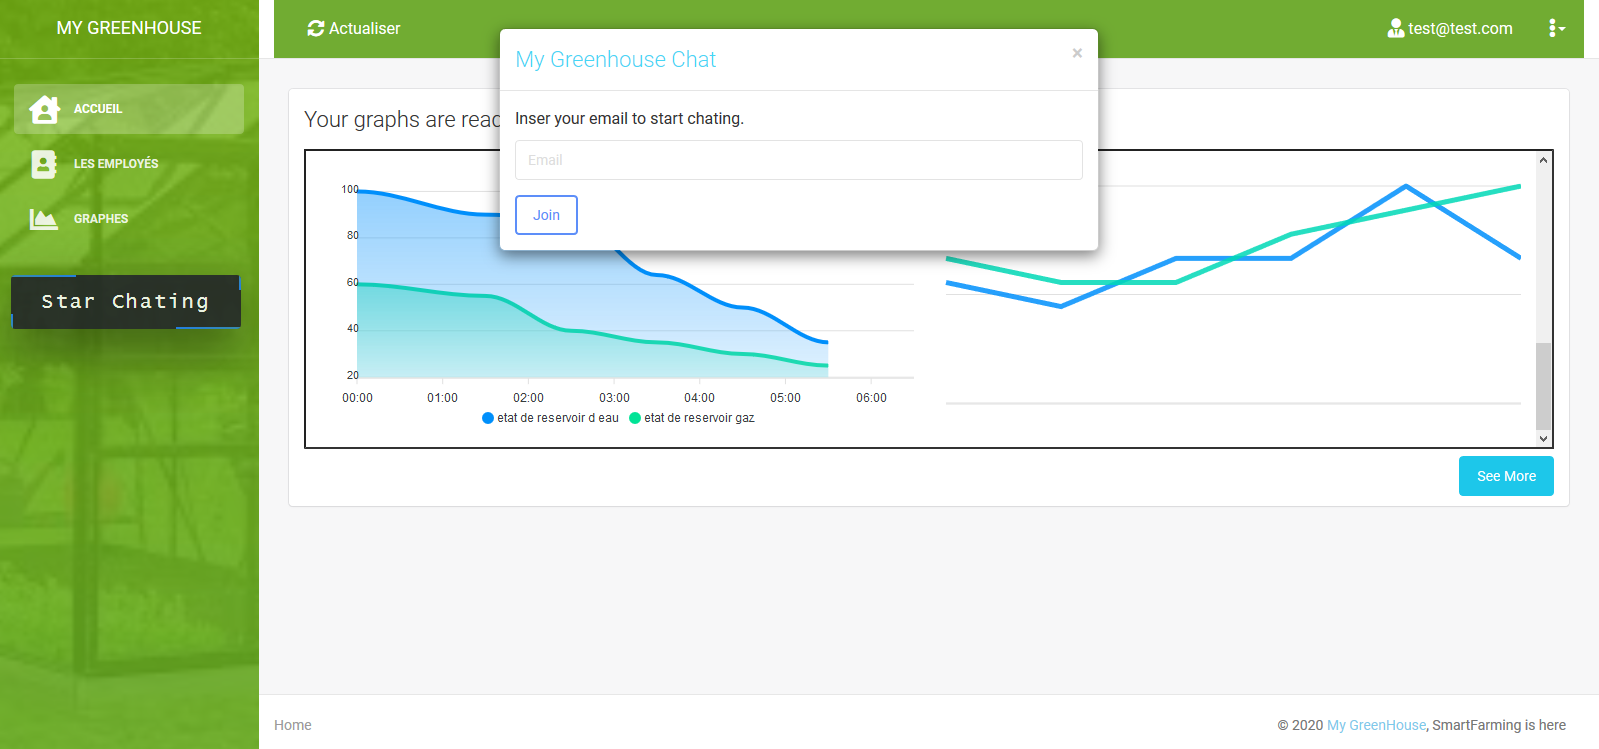 MY GREENHOUSE
ACCUEIL
LES EMPLOYÉS
GRAPHES
Star Chating
Actualiser
test@test.com
My Greenhouse Chat
×
Inser your email to start chating.
Email
Join
Your graphs are
100
80
60
40
20
00:00 01:00 02:00 03:00 04:00 05:00 06:00
etat de reservoir d eau etat de reservoir gaz
See More
Home
© 2020 My GreenHouse, SmartFarming is here